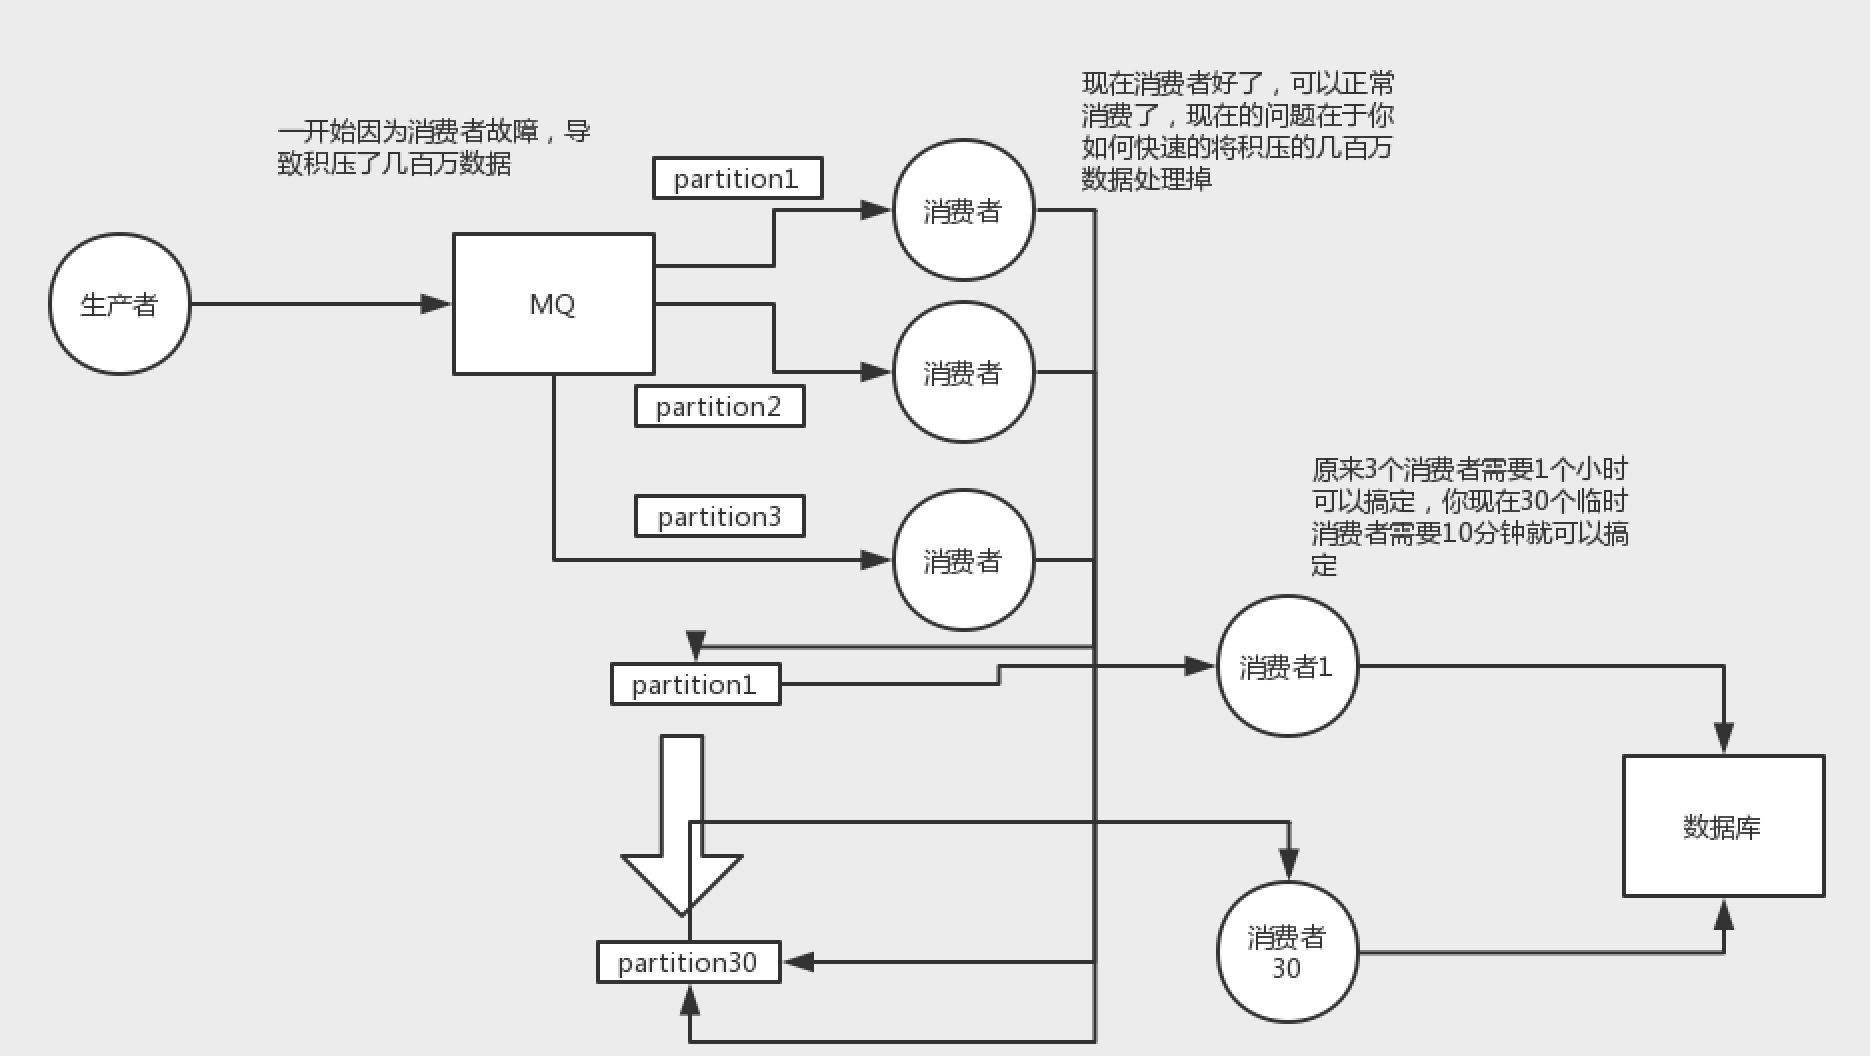 现在消费者好了，可以正常
消费了，现在的问题在于你
如何快速的将积压的几百万
数据处理掉
一开始因为消费者故障，导
致积压了几百万数据
partition1
消费者
生产者
MQ
消费者
partition2
partition3
消费者
原来3个消费者需要1个小时
可以搞定，你现在30个临时
消费者需要10分钟就可以搞
定
partition1
消费者1
数据库
partition30
消费者
30